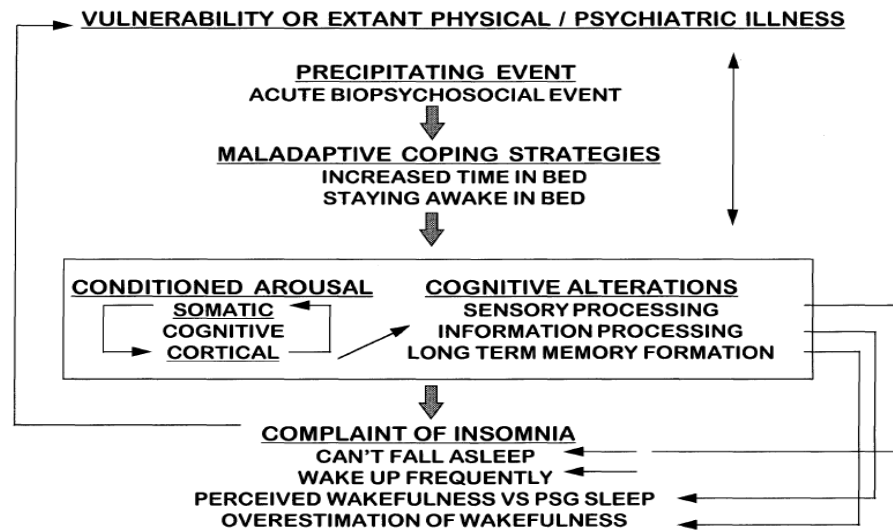 VULNERABILITY OR EXTANT PHYSICAL / PSYCHIATRIC ILLNESS
PRECIPITATING EVENT
ACUTE BIOPSYCHOSOCIAL EVENT
MALADAPTIVE COPING STRATEGIES
INCREASED TIME IN BED
STAYING AWAKE IN BED
CONDITIONED AROUSAL
SOMATIC
COGNITIVE
CORTICAL
COGNITIVE ALTERATIONS
SENSORY PROCESSING
INFORMATION PROCESSING
LONG TERM MEMORY FORMATION
COMPLAINT OF INSOMNIA
CAN'T FALL ASLEEP
WAKE UP FREQUENTLY
PERCEIVED WAKEFULNESS VS PSG SLEEP
OVERESTIMATION OF WAKEFULNESS